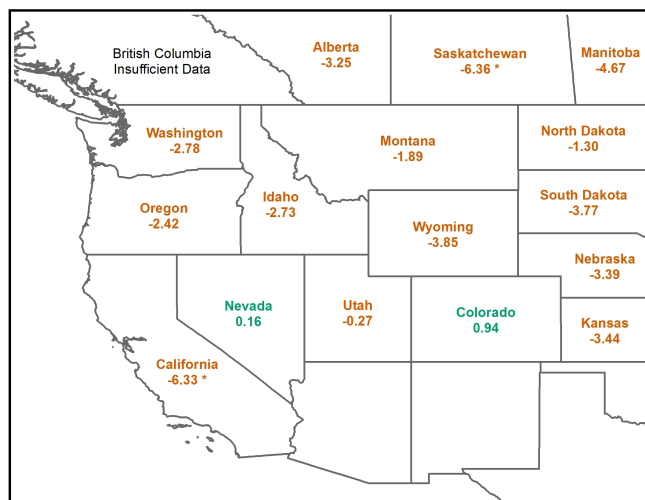 British Columbia
Insufficient Data
Alberta
-3.25
Saskatchewan
-6.36 *
Manitoba
-4.67
Washington
-2.78
Montana
-1.89
North Dakota
-1.30
Oregon
-2.42
Idaho
-2.73
Wyoming
-3.85
South Dakota
-3.77
Nebraska
-3.39
Nevada
0.16
Utah
-0.27
Colorado
0.94
Kansas
-3.44
California
-6.33 *